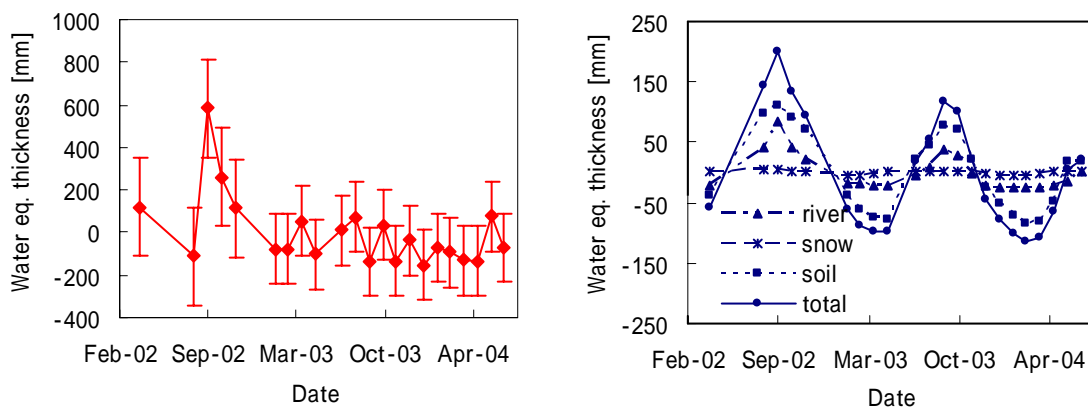 Water eq. thickness [mm]
1000
800
600
400
200
0
-200
-400
Feb-02 Sep-02 Mar-03 Oct-03 Apr-04
Date
Water eq. thickness [mm]
250
150
50
-50
-150
-250
river
snow
soil
total
Feb-02 Sep-02 Mar-03 Oct-03 Apr-04
Date